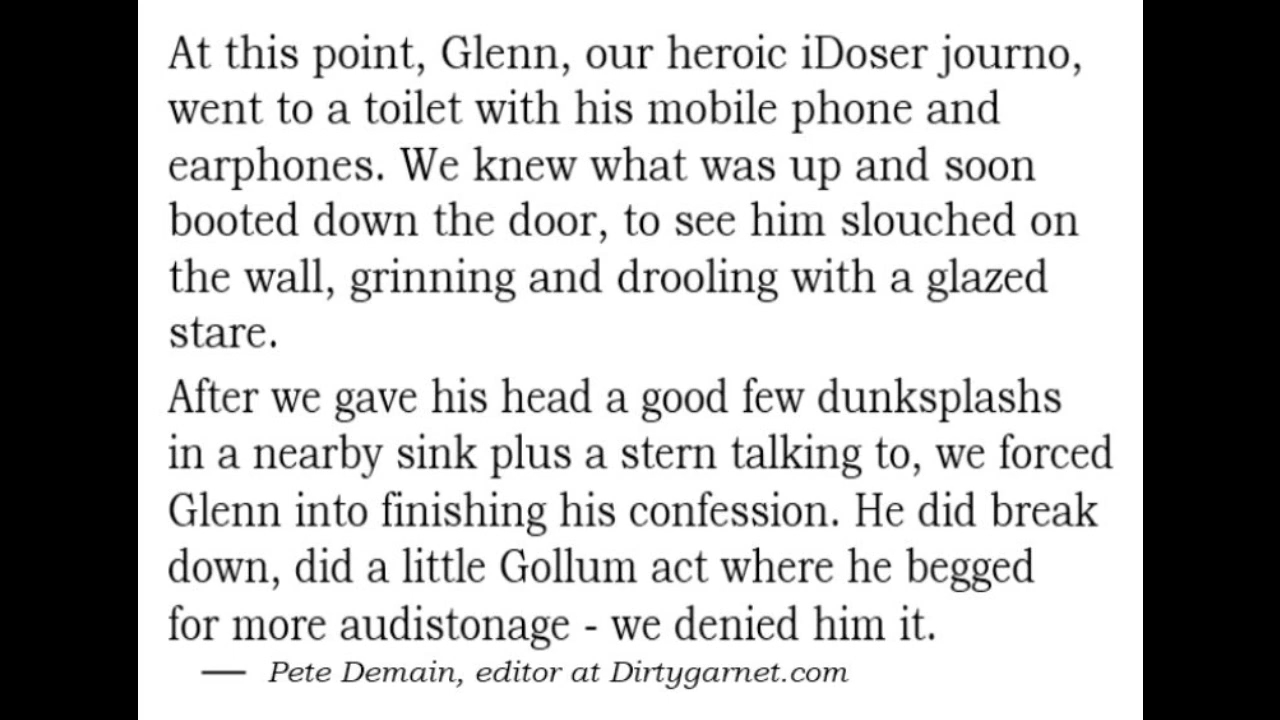 At this point, Glenn, our heroic iDoser journo,
went to a toilet with his mobile phone and
earphones. We knew what was up and soon
booted down the door, to see him slouched on
the wall, grinning and drooling with a glazed
stare.
After we gave his head a good few dunksplashs
in a nearby sink plus a stern talking to, we forced
Glenn into finishing his confession. He did break
down, did a little Gollum act where he begged
for more audistonage - we denied him it.
— Pete Demain, editor at Dirtygarnet.com